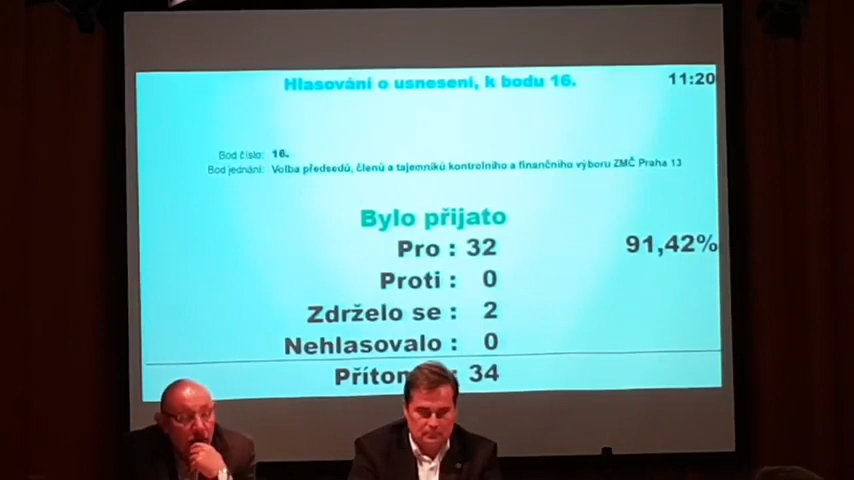 Hlasování o usnesení, k bodu 16.
11:20
Bod číslo: 16.
Bod jednání: Volba předsedů, členů a tajemníků kontrolního a finančního výboru ZMČ Praha 13
Bylo přijato
Pro : 32 91,42%
Proti : 0
Zdrželo se : 2
Nehlasovalo : 0
: 34